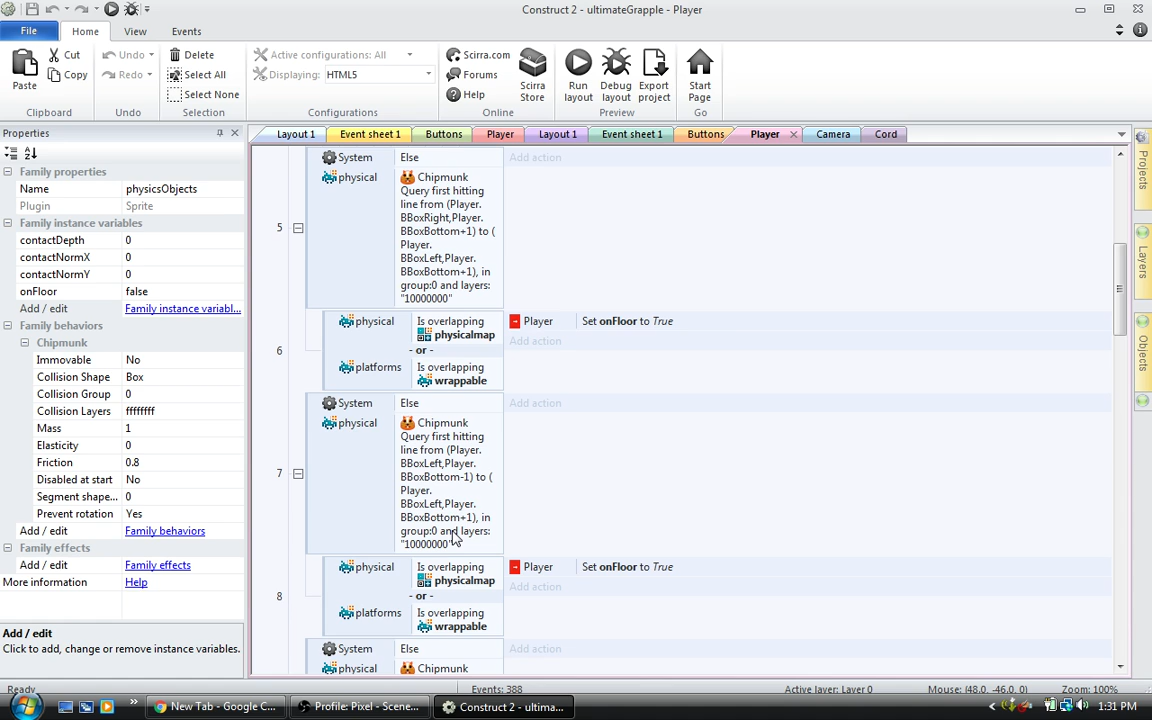 Construct 2 - ultimateGrapple - Player
File Home View Events
Paste Cut Copy
Undo Redo
Delete
Select All
Select None
Active configurations: All
Displaying: HTML5
Scirra.com
Forums
Help
Scirra Store
Run layout
Debug layout
Export project
Start Page
Clipboard Undo Selection Configurations Online Preview Go
Properties
Layout 1 Event sheet 1 Buttons Player Layout 1 Event sheet 1 Buttons Player Camera Cord
Family properties
Name physicsObjects
Plugin Sprite
Family instance variables
contactDepth 0
contactNormX 0
contactNormY 0
onFloor false
Add / edit Family instance variabl...
Family behaviors
Chipmunk
Immovable No
Collision Shape Box
Collision Group 0
Collision Layers ffffffff
Mass 1
Elasticity 0
Friction 0.8
Disabled at start No
Segment shape... 0
Prevent rotation Yes
Add / edit Family behaviors
Family effects
Add / edit Family effects
More information Help
Add / edit
Click to add, change or remove instance variables.
System Else Add action
5
physical Chipmunk
Query first hitting
line from (Player.
BBoxRight,Player.
BBoxBottom+1) to (
Player.
BBoxLeft,Player.
BBoxBottom+1), in
group:0 and layers:
"10000000"
6
physical Is overlapping
physicalmap
Player Set onFloor to True
Add action
- or -
platforms Is overlapping
wrappable
System Else Add action
7
physical Chipmunk
Query first hitting
line from (Player.
BBoxLeft,Player.
BBoxBottom-1) to (
Player.
BBoxLeft,Player.
BBoxBottom+1), in
group:0 and layers:
"10000000"
8
physical Is overlapping
physicalmap
Player Set onFloor to True
Add action
- or -
platforms Is overlapping
wrappable
System Else Add action
physical Chipmunk
Projects
Layers
Objects
Ready Events: 388 Active layer: Layer 0 Mouse: (48.0, -46.0, 0) Zoom: 100%
New Tab - Google C... Profile: Pixel - Scene... Construct 2 - ultima... 1:31 PM